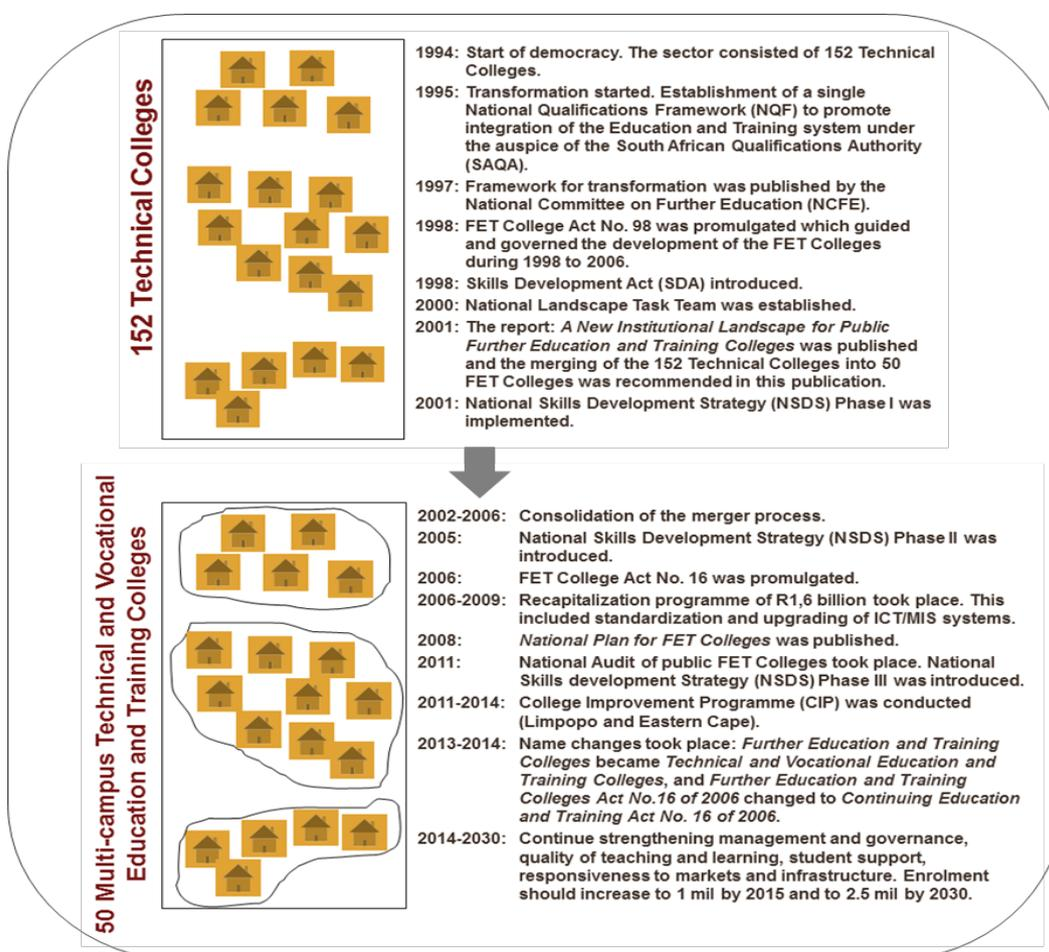 152 Technical Colleges
1994: Start of democracy. The sector consisted of 152 Technical
Colleges.
1995: Transformation started. Establishment of a single
National Qualifications Framework (NQF) to promote
integration of the Education and Training system under
the auspice of the South African Qualifications Authority
(SAQA).
1997: Framework for transformation was published by the
National Committee on Further Education (NCFE).
1998: FET College Act No. 98 was promulgated which guided
and governed the development of the FET Colleges
during 1998 to 2006.
1998: Skills Development Act (SDA) introduced.
2000: National Landscape Task Team was established.
2001: The report: A New Institutional Landscape for Public
Further Education and Training Colleges was published
and the merging of the 152 Technical Colleges into 50
FET Colleges was recommended in this publication.
2001: National Skills Development Strategy (NSDS) Phase I was
implemented.
50 Multi-campus Technical and Vocational
Education and Training Colleges
2002-2006: Consolidation of the merger process.
2005: National Skills Development Strategy (NSDS) Phase II was
introduced.
2006: FET College Act No. 16 was promulgated.
2006-2009: Recapitalization programme of R1,6 billion took place. This
included standardization and upgrading of ICT/MIS systems.
2008: National Plan for FET Colleges was published.
2011: National Audit of public FET Colleges took place. National
Skills development Strategy (NSDS) Phase III was introduced.
2011-2014: College Improvement Programme (CIP) was conducted
(Limpopo and Eastern Cape).
2013-2014: Name changes took place: Further Education and Training
Colleges became Technical and Vocational Education and
Training Colleges, and Further Education and Training
Colleges Act No.16 of 2006 changed to Continuing Education
and Training Act No. 16 of 2006.
2014-2030: Continue strengthening management and governance,
quality of teaching and learning, student support,
responsiveness to markets and infrastructure. Enrolment
should increase to 1 mil by 2015 and to 2.5 mil by 2030.